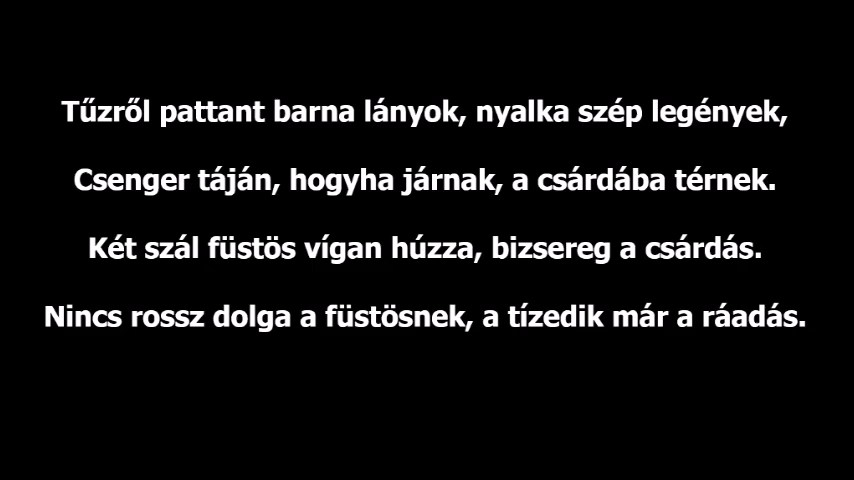 Tűzről pattant barna lányok, nyalka szép legények,
Csenger táján, hogyha járnak, a csárdába térnek.
Két szál füstös vígan húzza, bizsereg a csárdás.
Nincs rossz dolga a füstösnek, a tízedik már a ráadás.